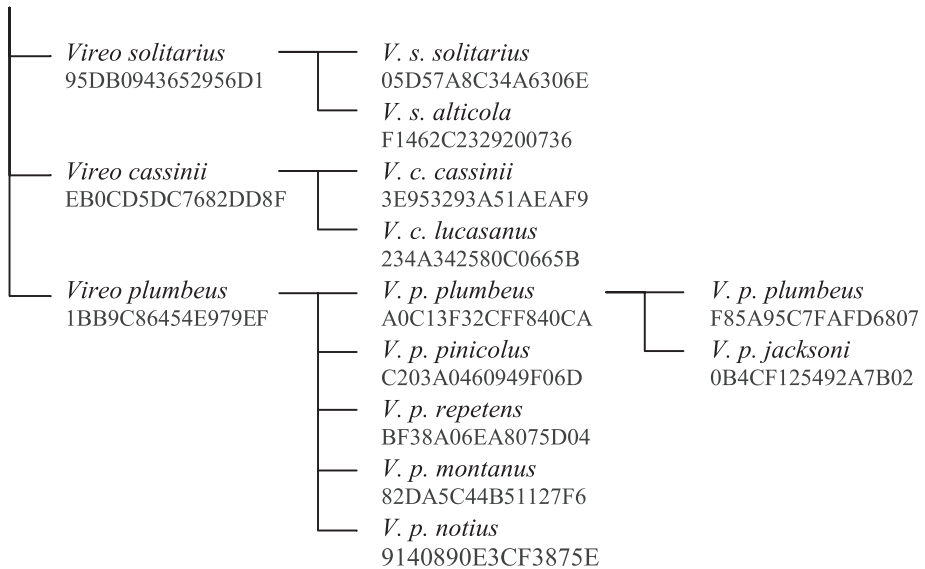 Vireo solitarius
95DB0943652956D1
V. s. solitarius
05D57A8C34A6306E
V. s. alticola
F1462C2329200736
Vireo cassinii
EB0CD5DC7682DD8F
V. c. cassinii
3E953293A51AEAF9
V. c. lucasanus
234A342580C0665B
Vireo plumbeus
1BB9C86454E979EF
V. p. plumbeus
A0C13F32CFF840CA
V. p. plumbeus
F85A95C7FAFD6807
V. p. jacksoni
0B4CF125492A7B02
V. p. pinicolus
C203A0460949F06D
V. p. repetens
BF38A06EA8075D04
V. p. montanus
82DA5C44B51127F6
V. p. notius
9140890E3CF3875E